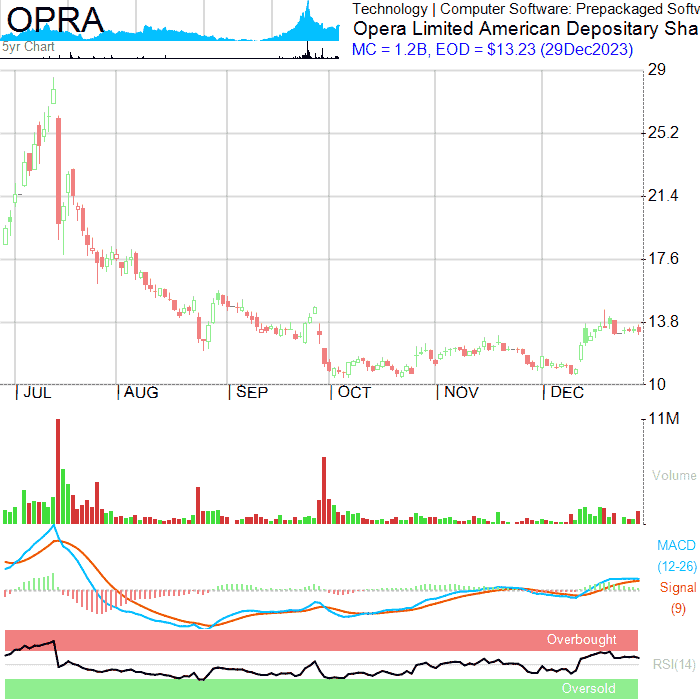 OPRA
5yr Chart
Technology | Computer Software: Prepackaged Softw
Opera Limited American Depositary Sha
MC = 1.2B, EOD = $13.23 (29Dec2023)
29
25.2
21.4
17.6
13.8
10
JUL AUG SEP OCT NOV DEC
11M
Volume
MACD
(12-26)
Signal
(9)
Overbought
RSI(14)
Oversold